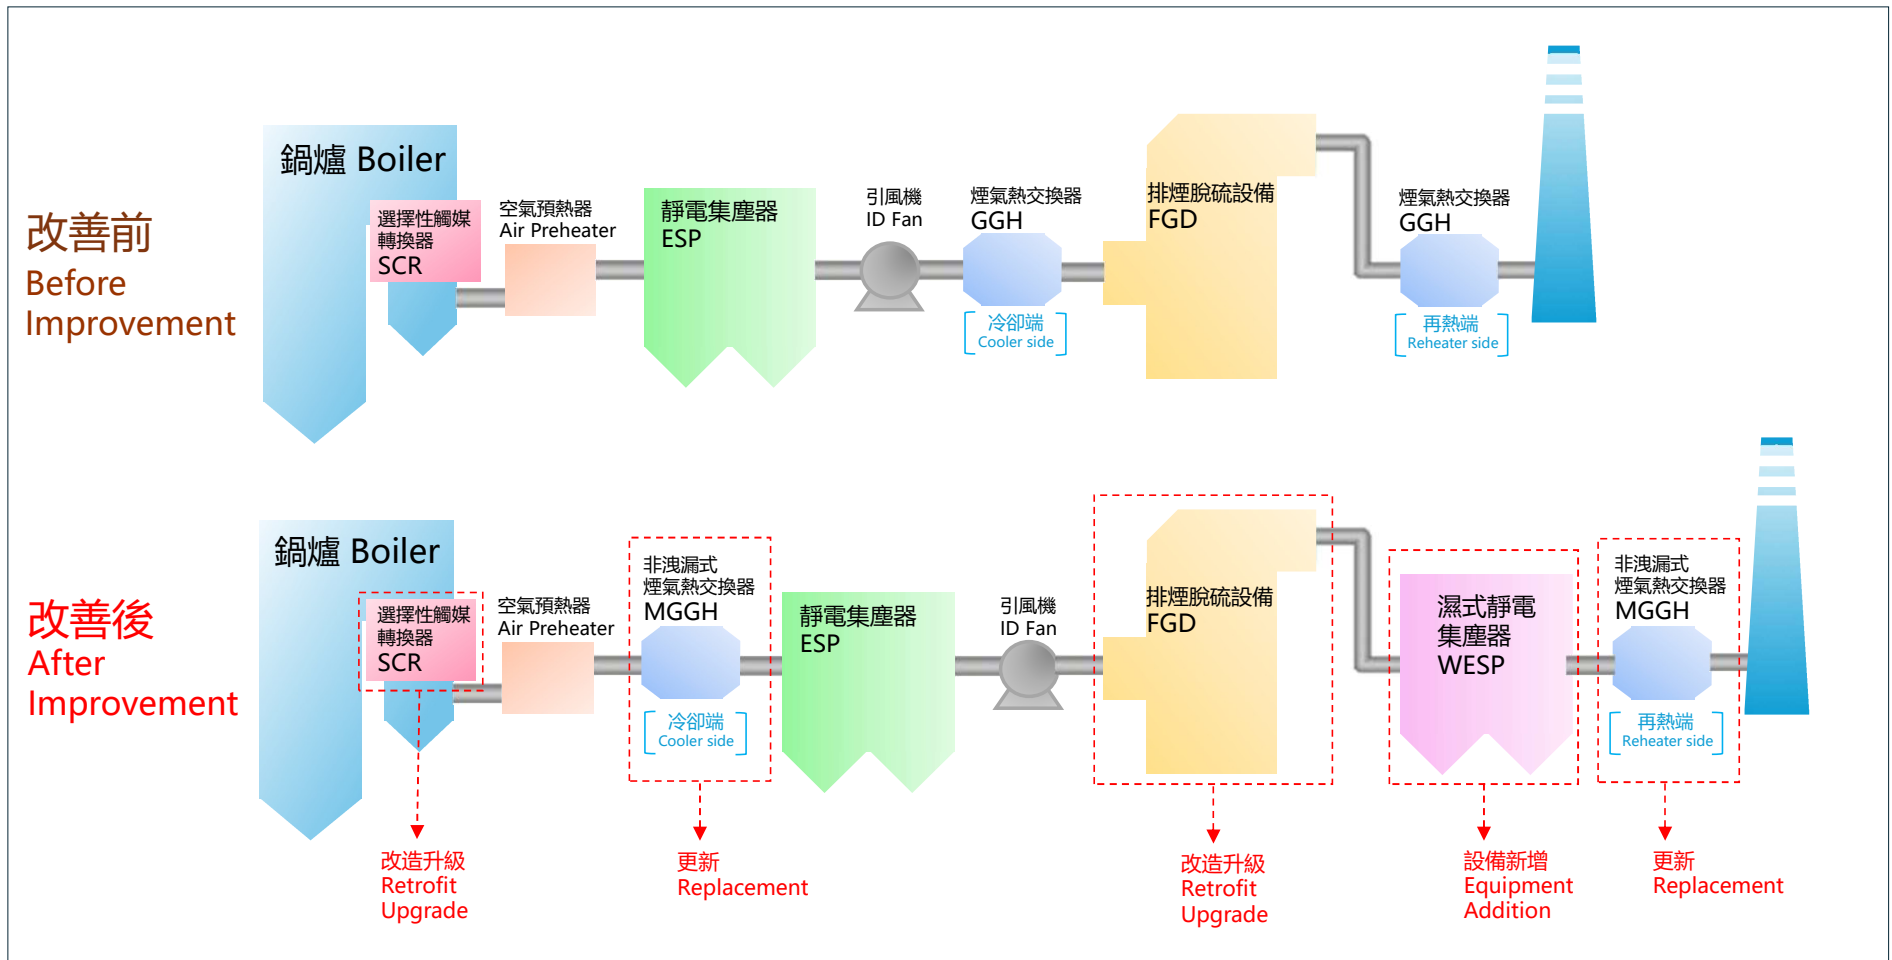 改善前
Before
Improvement
鍋爐 Boiler
選擇性觸媒
轉換器
SCR
空氣預熱器
Air Preheater
靜電集塵器
ESP
引風機
ID Fan
煙氣熱交換器
GGH
冷卻端
Cooler side
排煙脫硫設備
FGD
煙氣熱交換器
GGH
再熱端
Reheater side
改善後
After
Improvement
鍋爐 Boiler
選擇性觸媒
轉換器
SCR
空氣預熱器
Air Preheater
非洩漏式
煙氣熱交換器
MGGH
冷卻端
Cooler side
靜電集塵器
ESP
引風機
ID Fan
排煙脫硫設備
FGD
濕式靜電
集塵器
WESP
非洩漏式
煙氣熱交換器
MGGH
再熱端
Reheater side
改造升級
Retrofit
Upgrade
更新
Replacement
改造升級
Retrofit
Upgrade
設備新增
Equipment
Addition
更新
Replacement